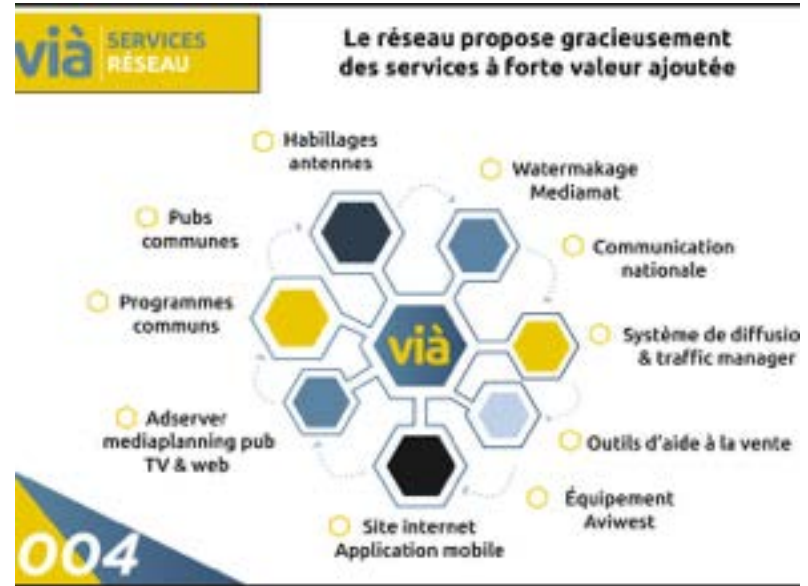 vià SERVICES
RÉSEAU
Le réseau propose gracieusement
des services à forte valeur ajoutée
Habillages
antennes
Watermakage
Mediamat
Pubs
communes
Communication
nationale
Programmes
communs
vià
Système de diffusio
& traffic manager
Adserver
mediaplanning pub
TV & web
Outils d'aide à la vente
Équipement
Aviwest
Site internet
Application mobile
004